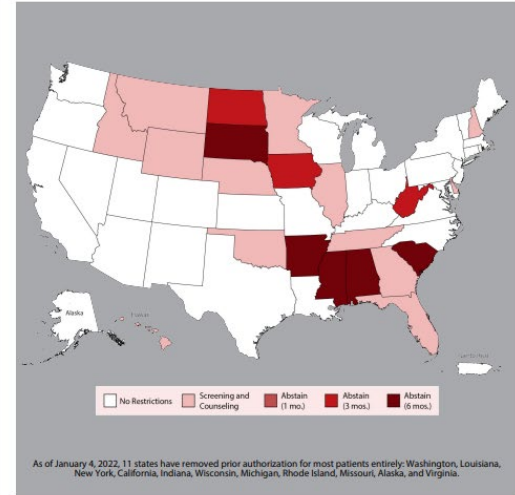 Alaska
Hawaii
Puerto Rico
No Restrictions
Screening and
Counseling
Abstain
(1 mo.)
Abstain
(3 mos.)
Abstain
(6 mos.)
As of January 4, 2022, 11 states have removed prior authorization for most patients entirely: Washington, Louisiana,
New York, California, Indiana, Wisconsin, Michigan, Rhode Island, Missouri, Alaska, and Virginia.